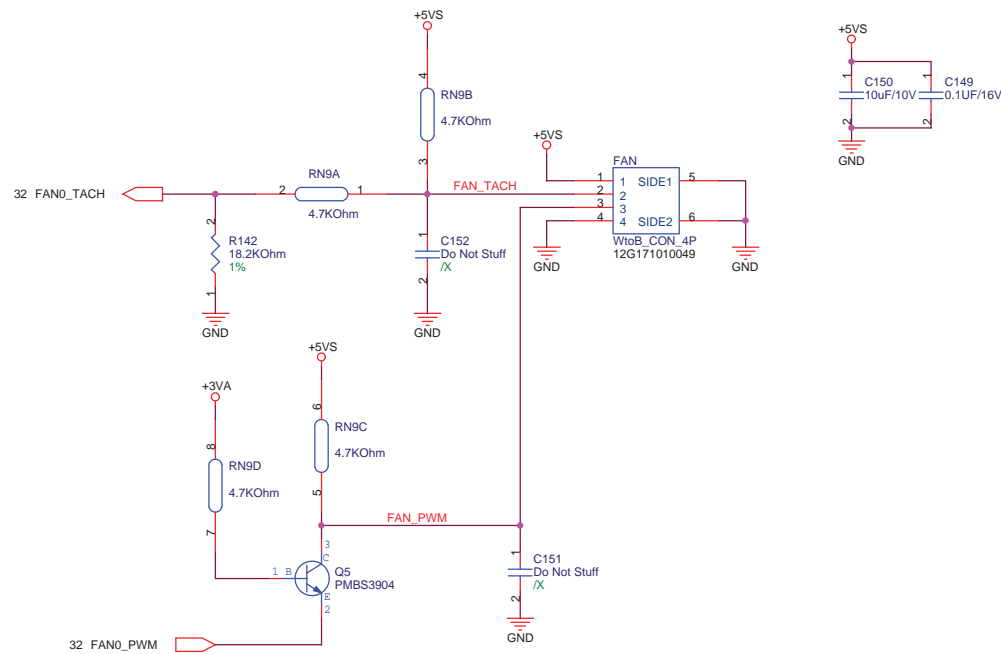 +5VS
4
RN9B
4.7KOhm
3
+5VS
1
C150
10uF/10V
2
1
C149
0.1UF/16V
2
GND
+5VS
FAN
1
2
3
4
1
2
3
4
SIDE1
SIDE2
5
6
WtoB_CON_4P
12G171010049
GND
GND
32 FAN0_TACH
RN9A
2
1
4.7KOhm
FAN_TACH
2
R142
18.2KOhm
1%
1
GND
1
C152
Do Not Stuff
/X
2
GND
+5VS
6
RN9C
4.7KOhm
5
+3VA
8
RN9D
4.7KOhm
7
FAN_PWM
3
C
1 B
Q5
PMBS3904
E
2
1
C151
Do Not Stuff
/X
2
GND
32 FAN0_PWM